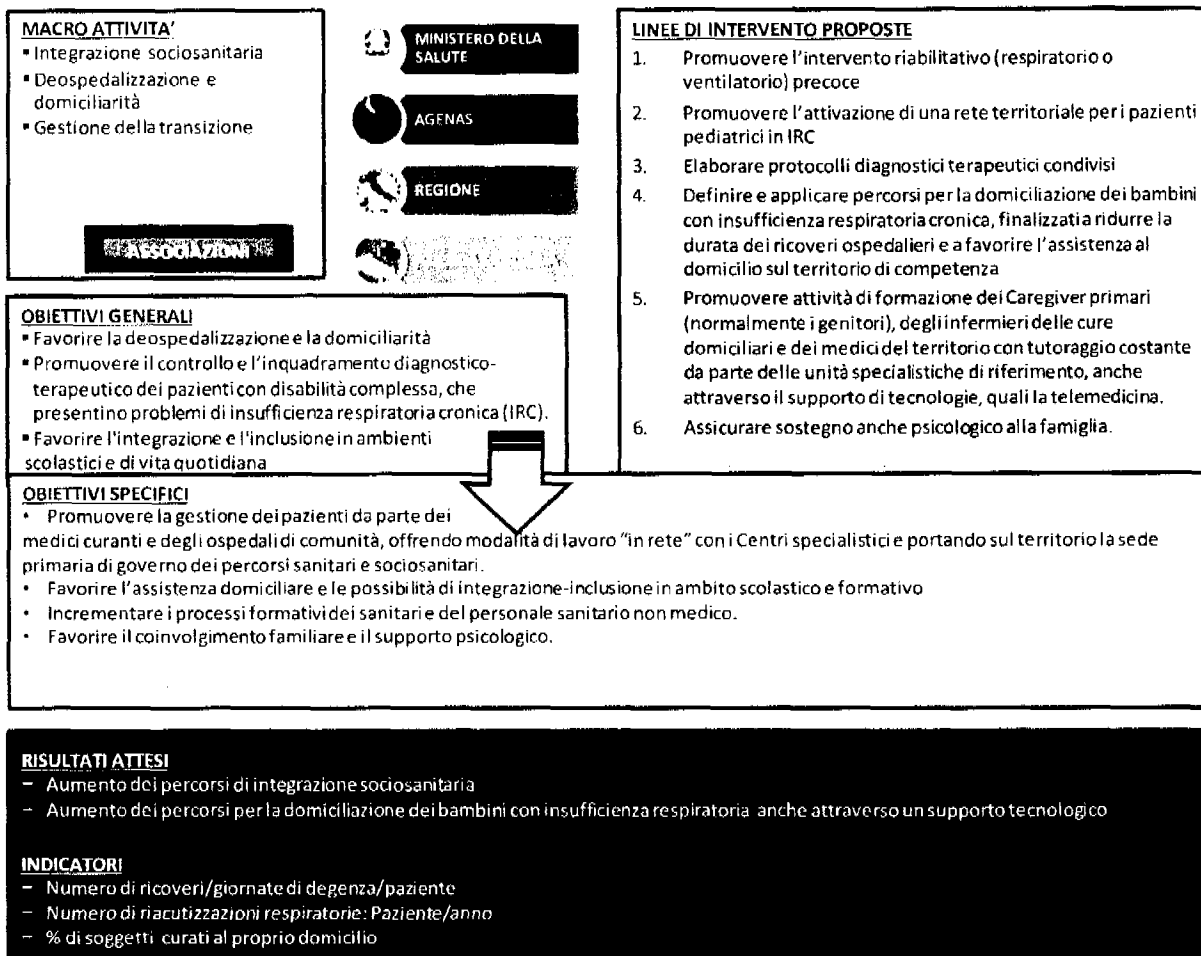 MACRO ATTIVITA'
▪ Integrazione sociosanitaria
▪ Deospedalizzazione e
domiciliarità
▪ Gestione della transizione
ASSOCIAZIONI
MINISTERO DELLA
SALUTE
AGENAS
REGIONE
LINEE DI INTERVENTO PROPOSTE
1. Promuovere l'intervento riabilitativo (respiratorio o
ventilatorio) precoce
2. Promuovere l'attivazione di una rete territoriale per i pazienti
pediatrici in IRC
3. Elaborare protocolli diagnostici terapeutici condivisi
4. Definire e applicare percorsi per la domiciliazione dei bambini
con insufficienza respiratoria cronica, finalizzati a ridurre la
durata dei ricoveri ospedalieri e a favorire l'assistenza al
domicilio sul territorio di competenza
5. Promuovere attività di formazione dei Caregiver primari
(normalmente i genitori), degli infermieri delle cure
domiciliari e dei medici del territorio con tutoraggio costante
da parte delle unità specialistiche di riferimento, anche
attraverso il supporto di tecnologie, quali la telemedicina.
6. Assicurare sostegno anche psicologico alla famiglia.
OBIETTIVI GENERALI
▪ Favorire la deospedalizzazione e la domiciliarità
▪ Promuovere il controllo e l'inquadramento diagnostico-
terapeutico dei pazienti con disabilità complessa, che
presentino problemi di insufficienza respiratoria cronica (IRC).
▪ Favorire l'integrazione e l'inclusione in ambienti
scolastici e di vita quotidiana
OBIETTIVI SPECIFICI
• Promuovere la gestione dei pazienti da parte dei
medici curanti e degli ospedali di comunità, offrendo modalità di lavoro "in rete" con i Centri specialistici e portando sul territorio la sede
primaria di governo dei percorsi sanitari e sociosanitari.
• Favorire l'assistenza domiciliare e le possibilità di integrazione-inclusione in ambito scolastico e formativo
• Incrementare i processi formativi dei sanitari e del personale sanitario non medico.
• Favorire il coinvolgimento familiare e il supporto psicologico.
RISULTATI ATTESI
– Aumento dei percorsi di integrazione sociosanitaria
– Aumento dei percorsi per la domiciliazione dei bambini con insufficienza respiratoria anche attraverso un supporto tecnologico
INDICATORI
– Numero di ricoveri/giornate di degenza/paziente
– Numero di riacutizzazioni respiratorie: Paziente/anno
– % di soggetti curati al proprio domicilio